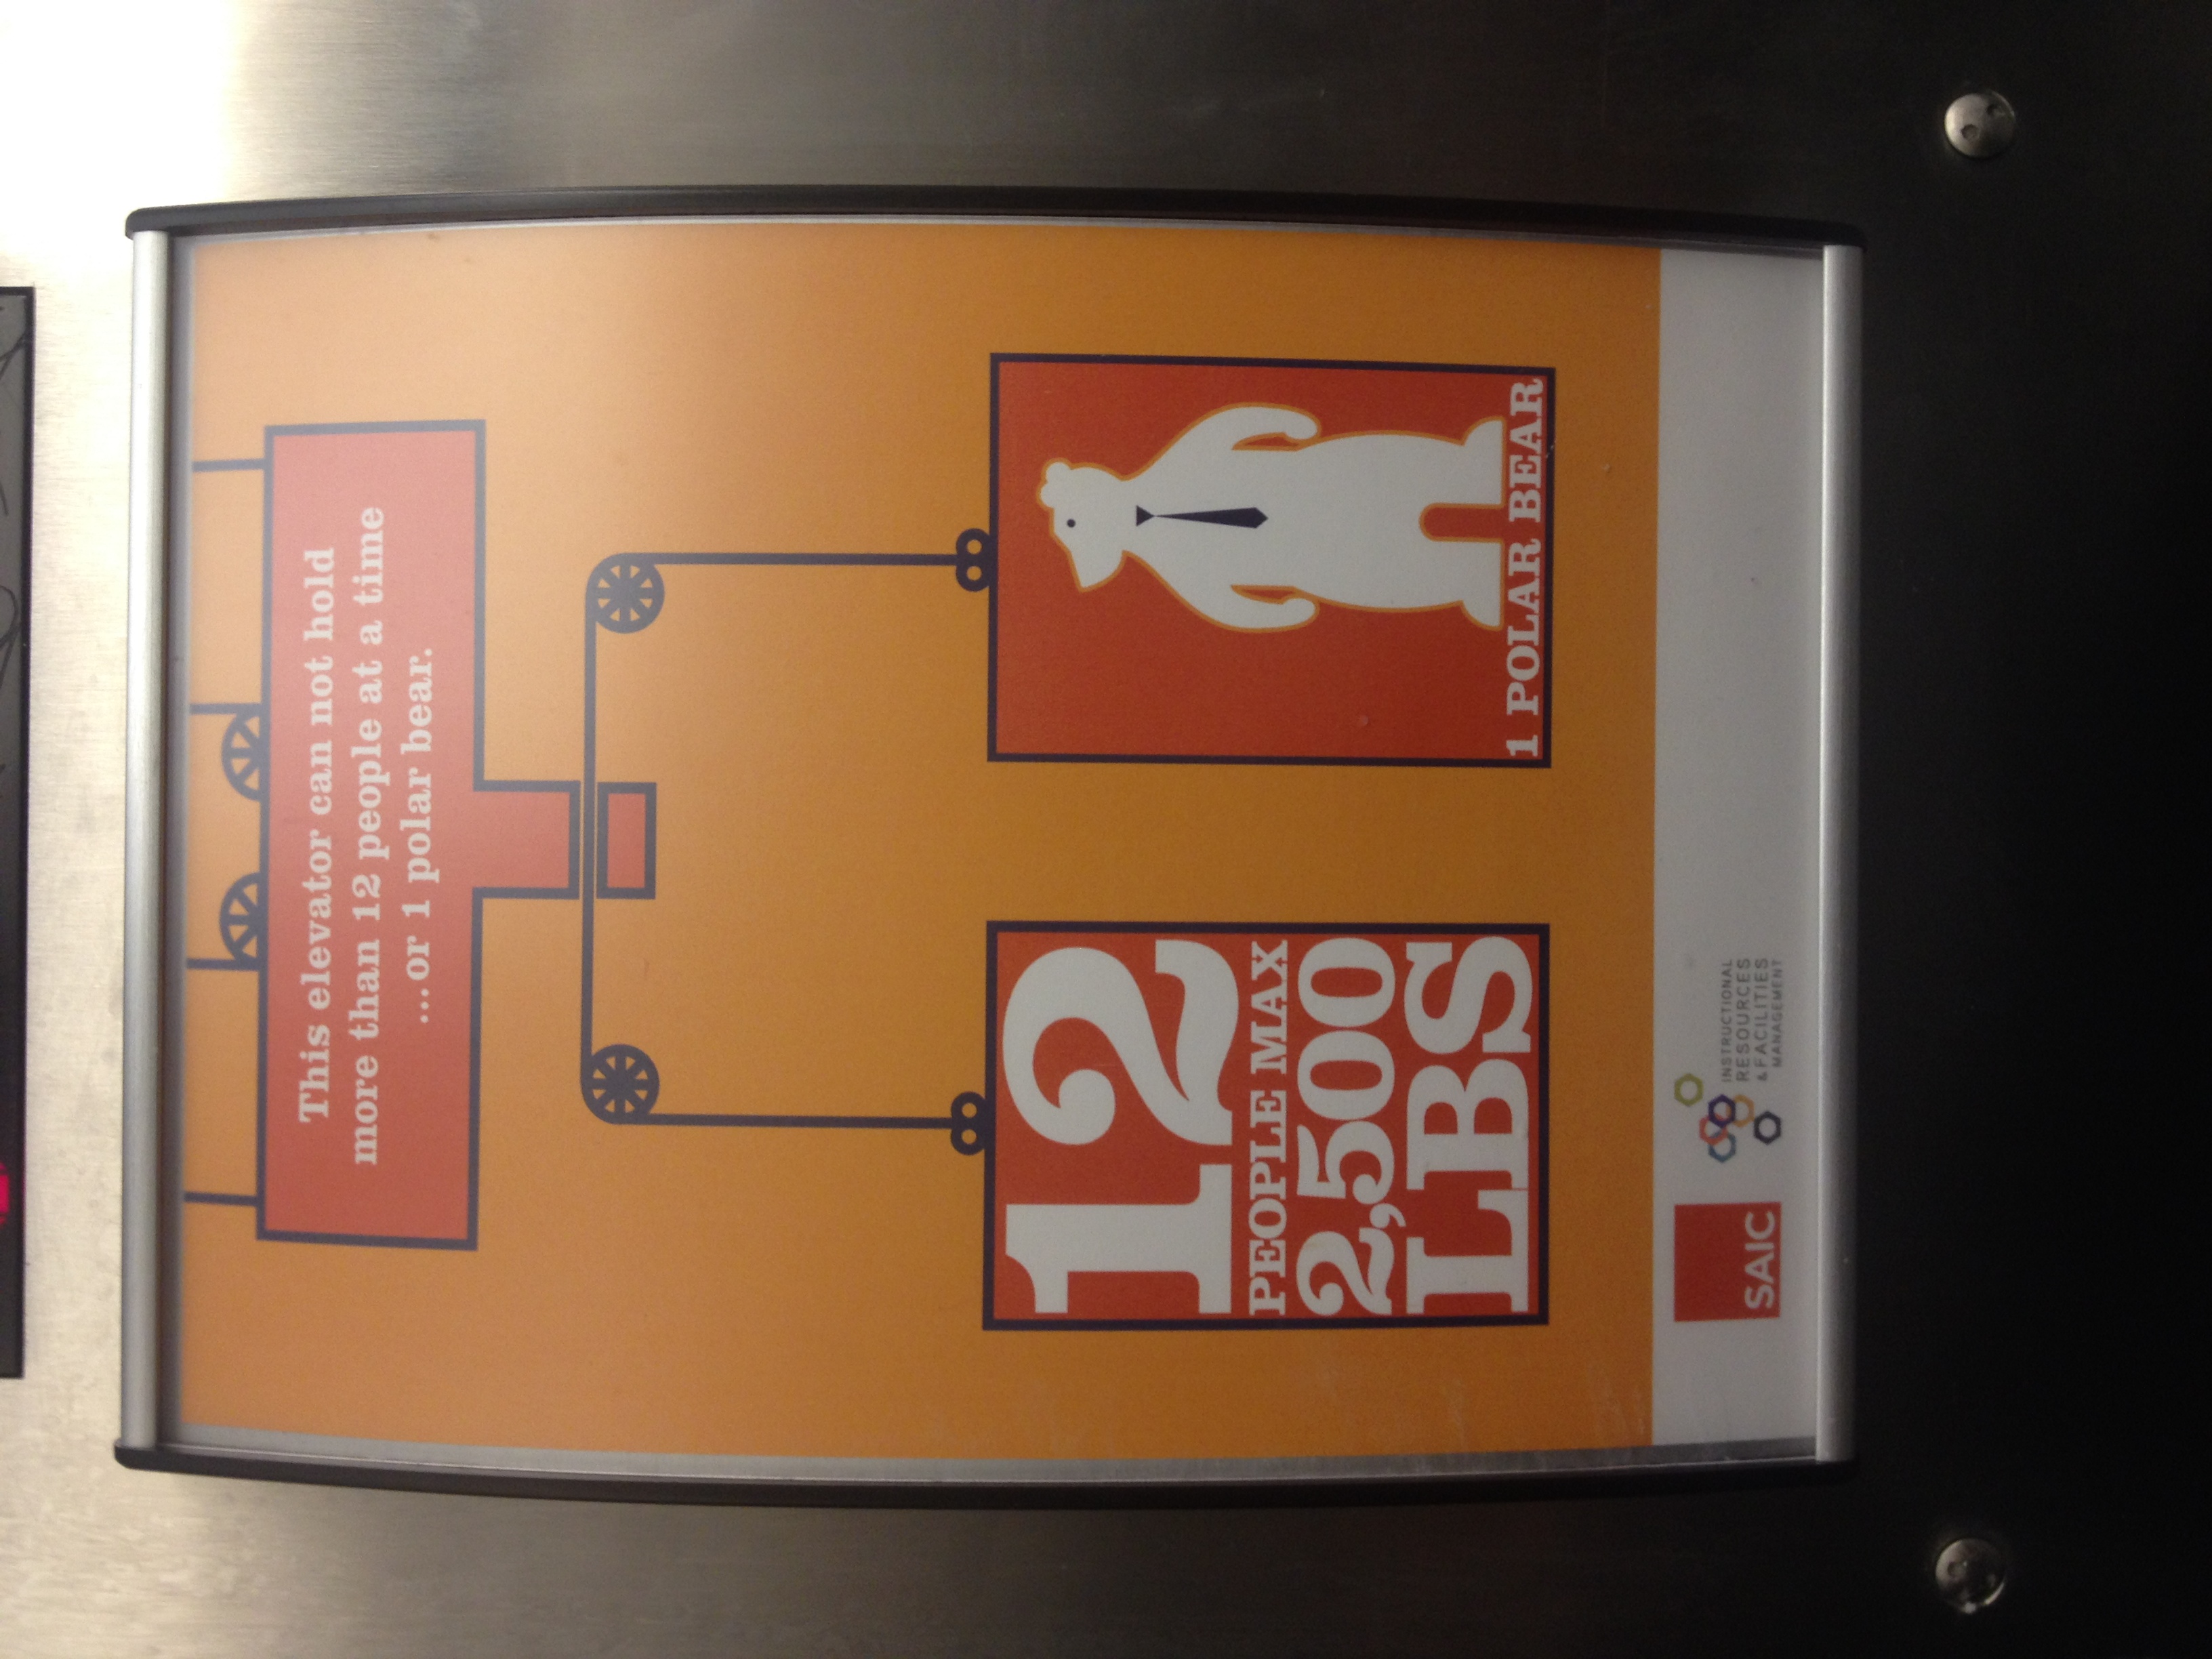 This elevator can not hold
more than 12 people at a time
...or 1 polar bear.
12
PEOPLE MAX
2,500
LBS
1 POLAR BEAR
SAIC
INSTRUCTIONAL
RESOURCES
& FACILITIES
MANAGEMENT